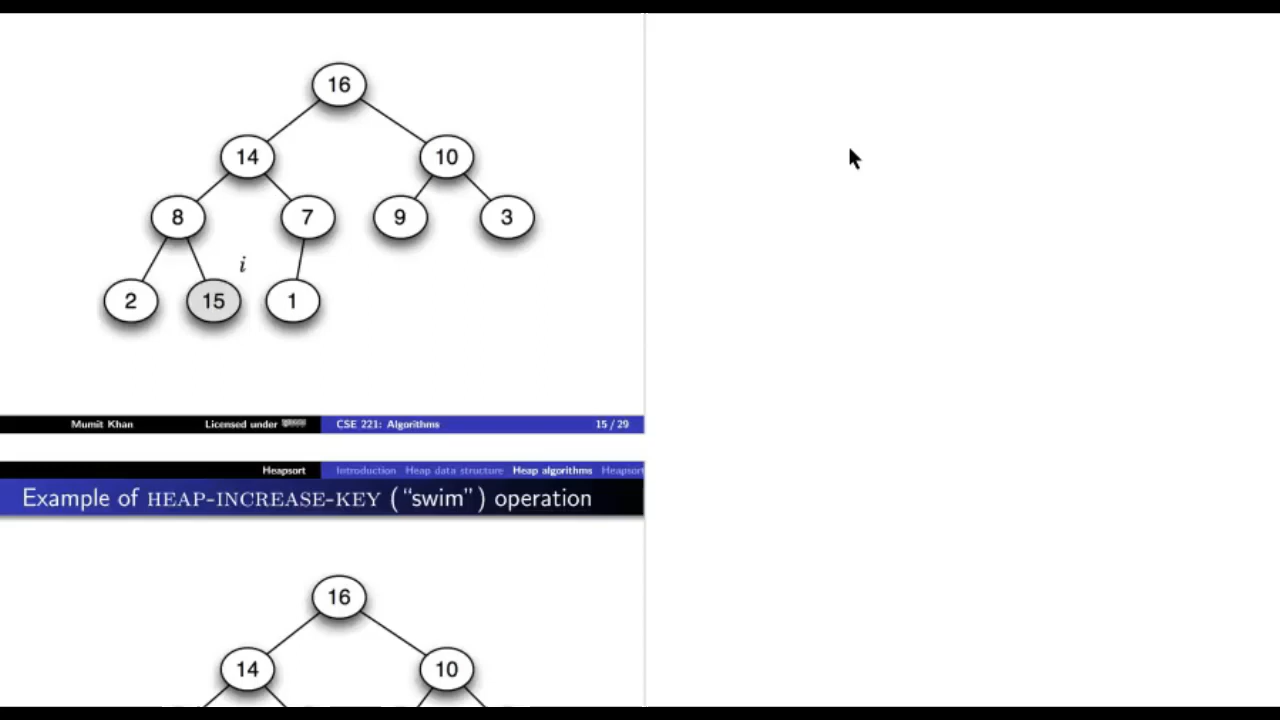 16
14 10
8 7 9 3
i
2 15 1
Mumit Khan Licensed under CSE 221: Algorithms 15 / 29
Heapsort Introduction Heap data structure Heap algorithms Heapsort
Example of HEAP-INCREASE-KEY (“swim”) operation
16
14 10